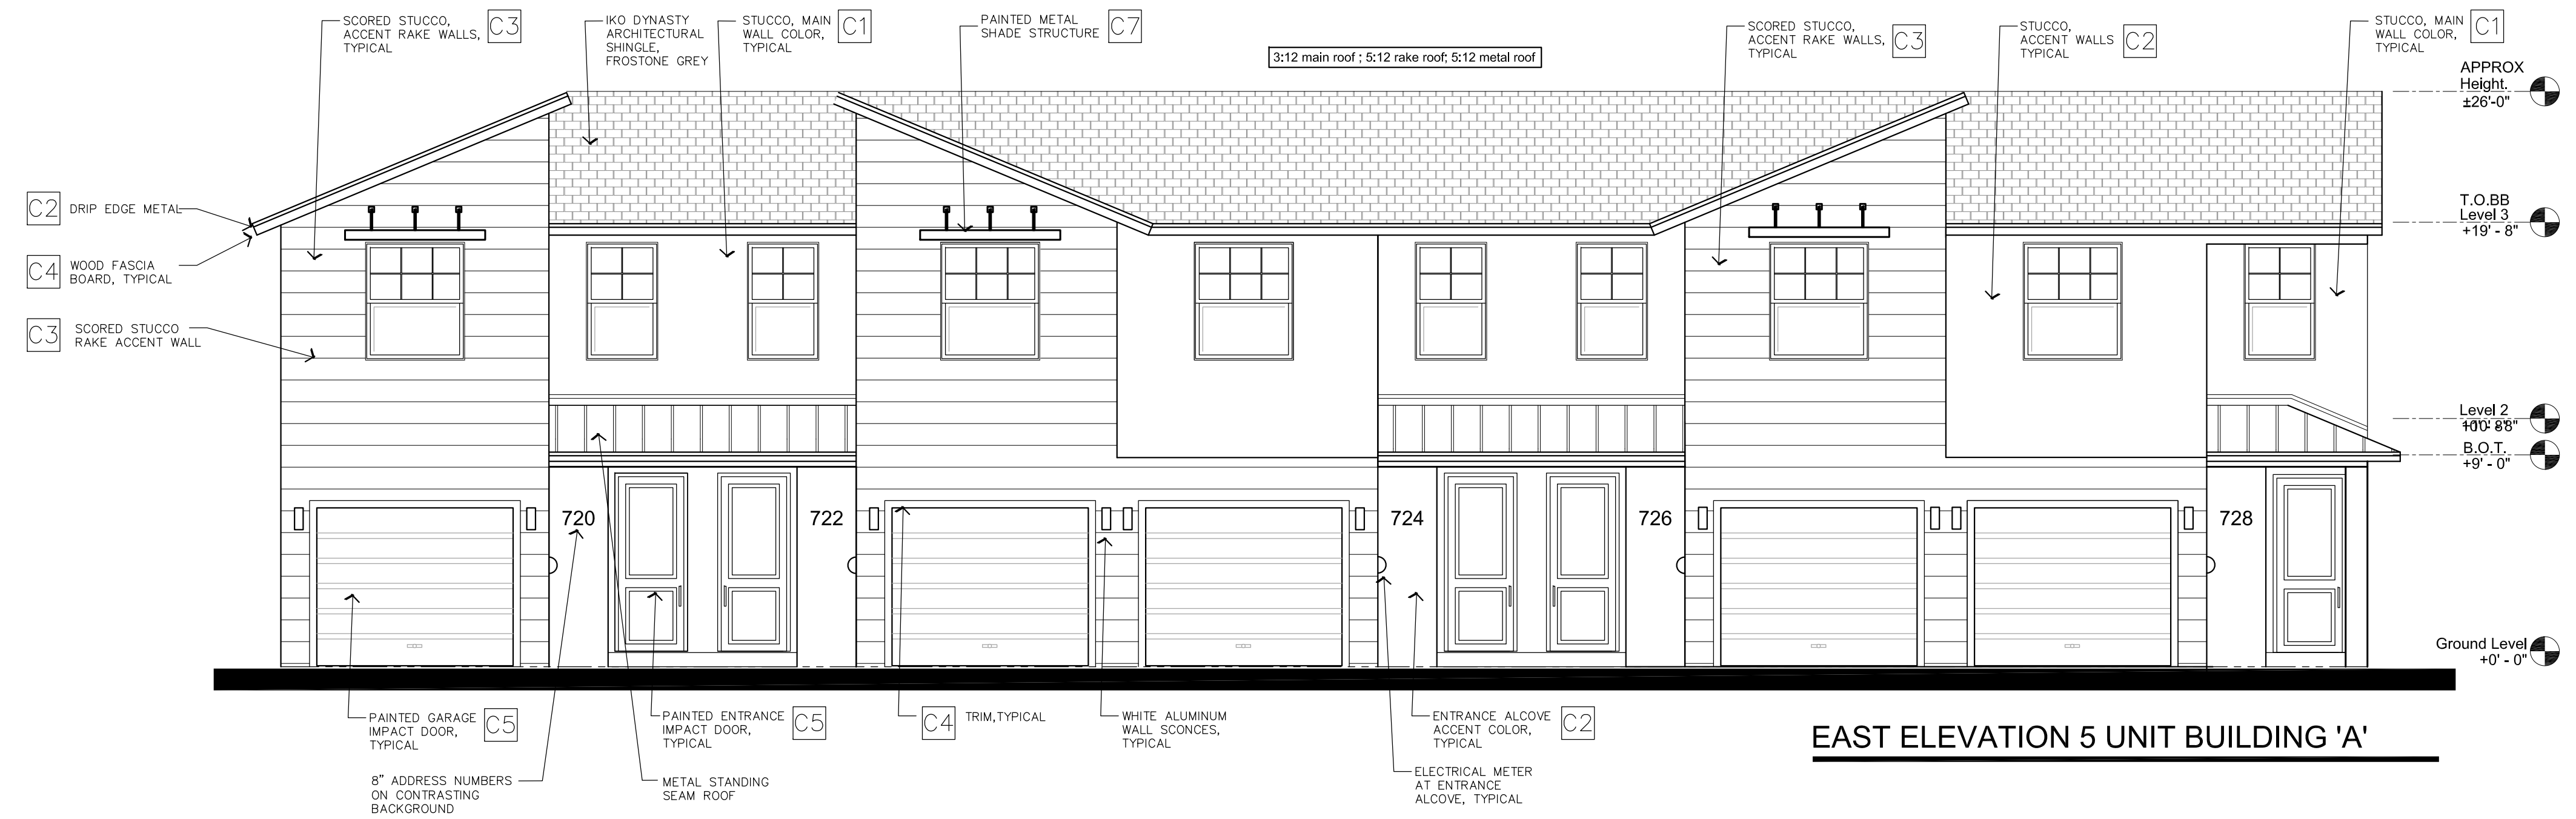 SCORED STUCCO,
ACCENT RAKE WALLS,
TYPICAL
C3
IKO DYNASTY
ARCHITECTURAL
SHINGLE,
FROSTONE GREY
STUCCO, MAIN
WALL COLOR,
TYPICAL
C1
PAINTED METAL
SHADE STRUCTURE
C7
3:12 main roof ; 5:12 rake roof; 5:12 metal roof
SCORED STUCCO,
ACCENT RAKE WALLS,
TYPICAL
C3
STUCCO,
ACCENT WALLS
TYPICAL
C2
STUCCO, MAIN
WALL COLOR,
TYPICAL
C1
APPROX
Height.
±26'-0"
C2 DRIP EDGE METAL
T.O.BB
Level 3
+19' - 8"
C4
WOOD FASCIA
BOARD, TYPICAL
C3
SCORED STUCCO
RAKE ACCENT WALL
Level 2
B.O.T.
+9' - 0"
720
722
724
726
728
Ground Level
+0' - 0"
PAINTED GARAGE
IMPACT DOOR,
TYPICAL
C5
PAINTED ENTRANCE
IMPACT DOOR,
TYPICAL
C5
C4 TRIM,TYPICAL
WHITE ALUMINUM
WALL SCONCES,
TYPICAL
ENTRANCE ALCOVE
ACCENT COLOR,
TYPICAL
C2
EAST ELEVATION 5 UNIT BUILDING 'A'
8” ADDRESS NUMBERS
ON CONTRASTING
BACKGROUND
METAL STANDING
SEAM ROOF
ELECTRICAL METER
AT ENTRANCE
ALCOVE, TYPICAL